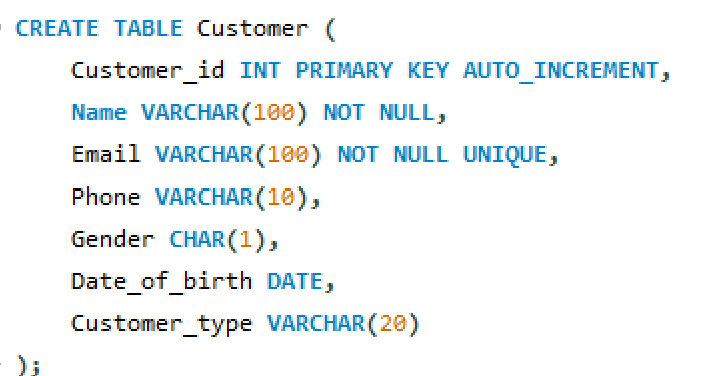 CREATE TABLE Customer (
Customer_id INT PRIMARY KEY AUTO_INCREMENT,
Name VARCHAR(100) NOT NULL,
Email VARCHAR(100) NOT NULL UNIQUE,
Phone VARCHAR(10),
Gender CHAR(1),
Date_of_birth DATE,
Customer_type VARCHAR(20)
);